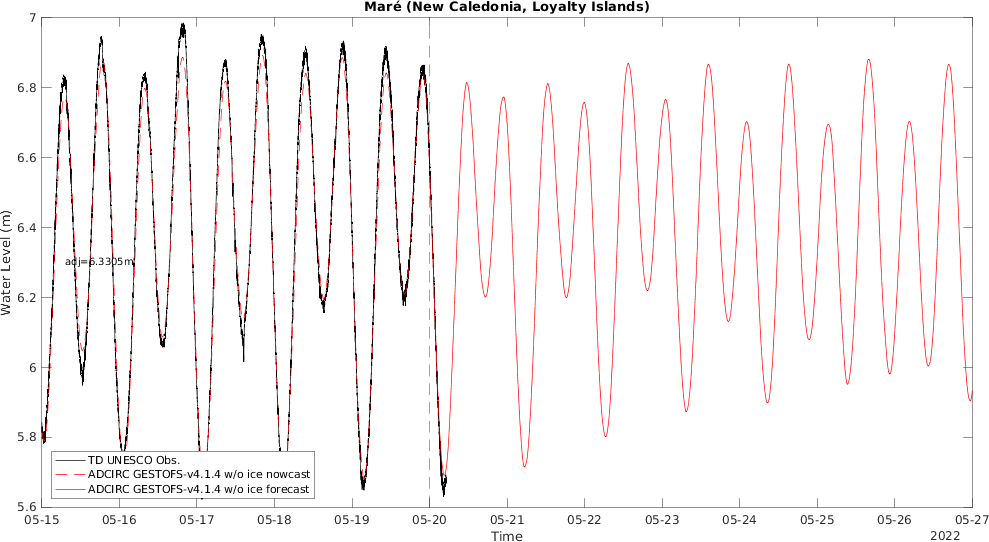 Maré (New Caledonia, Loyalty Islands)
7
6.8
6.6
6.4
6.2
6
5.8
5.6
Water Level (m)
adj=6.3305m
TD UNESCO Obs.
ADCIRC GESTOFS-v4.1.4 w/o ice nowcast
ADCIRC GESTOFS-v4.1.4 w/o ice forecast
05-15 05-16 05-17 05-18 05-19 05-20 05-21 05-22 05-23 05-24 05-25 05-26 05-27
Time
2022